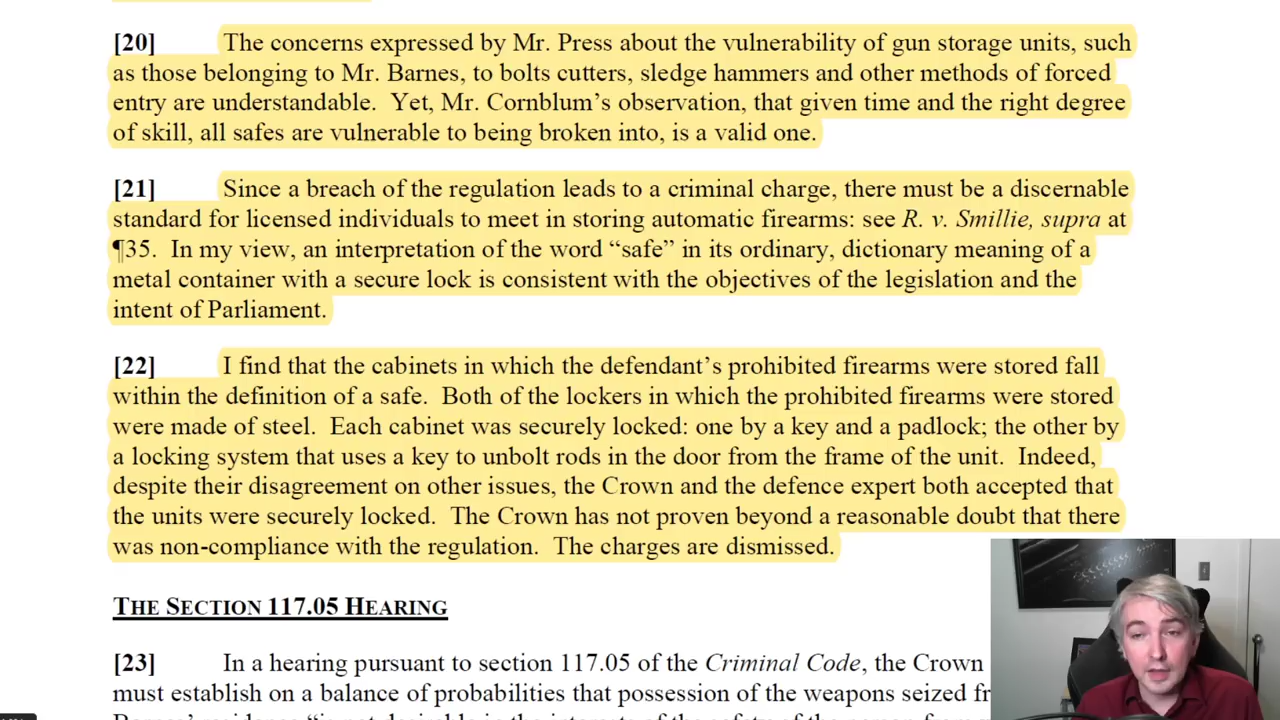 [20] The concerns expressed by Mr. Press about the vulnerability of gun storage units, such
as those belonging to Mr. Barnes, to bolts cutters, sledge hammers and other methods of forced
entry are understandable. Yet, Mr. Cornblum's observation, that given time and the right degree
of skill, all safes are vulnerable to being broken into, is a valid one.
[21] Since a breach of the regulation leads to a criminal charge, there must be a discernable
standard for licensed individuals to meet in storing automatic firearms: see R. v. Smillie, supra at
¶35. In my view, an interpretation of the word “safe” in its ordinary, dictionary meaning of a
metal container with a secure lock is consistent with the objectives of the legislation and the
intent of Parliament.
[22] I find that the cabinets in which the defendant's prohibited firearms were stored fall
within the definition of a safe. Both of the lockers in which the prohibited firearms were stored
were made of steel. Each cabinet was securely locked: one by a key and a padlock; the other by
a locking system that uses a key to unbolt rods in the door from the frame of the unit. Indeed,
despite their disagreement on other issues, the Crown and the defence expert both accepted that
the units were securely locked. The Crown has not proven beyond a reasonable doubt that there
was non-compliance with the regulation. The charges are dismissed.
THE SECTION 117.05 HEARING
[23] In a hearing pursuant to section 117.05 of the Criminal Code, the Crown
must establish on a balance of probabilities that possession of the weapons seized